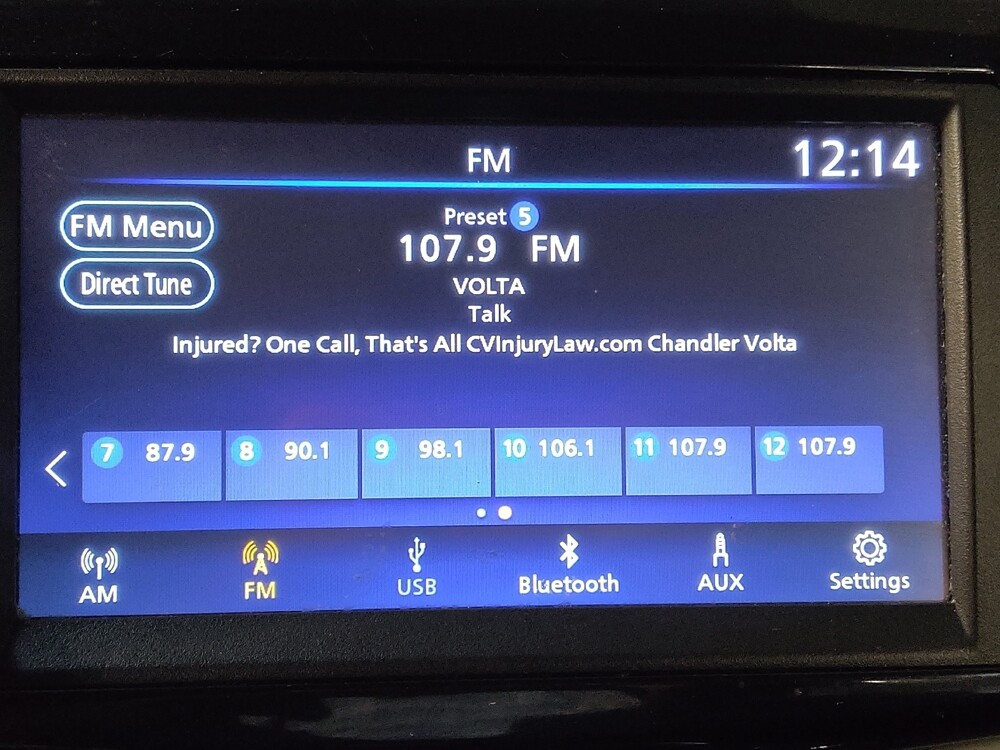 FM
12:14
FM Menu
Preset 5
107.9 FM
Direct Tune
VOLTA
Talk
Injured? One Call, That's All CVInjuryLaw.com Chandler Volta
7 87.9 8 90.1 9 98.1 10 106.1 11 107.9 12 107.9
AM FM USB Bluetooth AUX Settings